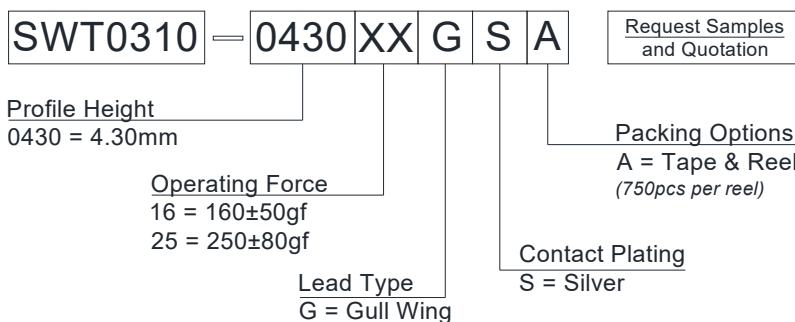 SWT0310 — 0430 XX G S A
Request Samples
and Quotation
Profile Height
0430 = 4.30mm
Packing Options
A = Tape & Reel
(750pcs per reel)
Operating Force
16 = 160±50gf
25 = 250±80gf
Contact Plating
S = Silver
Lead Type
G = Gull Wing